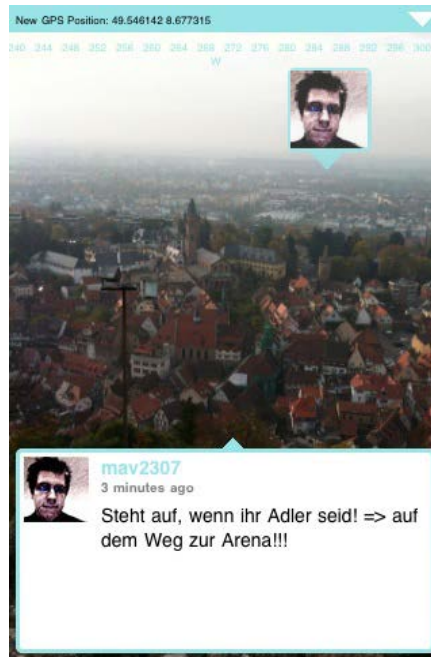 New GPS Position: 49.546142 8.677315
240 244 248 252 256 260 264 268 272 276 280 284 288 292 296 300
W
mav2307
3 minutes ago
Steht auf, wenn ihr Adler seid! => auf
dem Weg zur Arena!!!